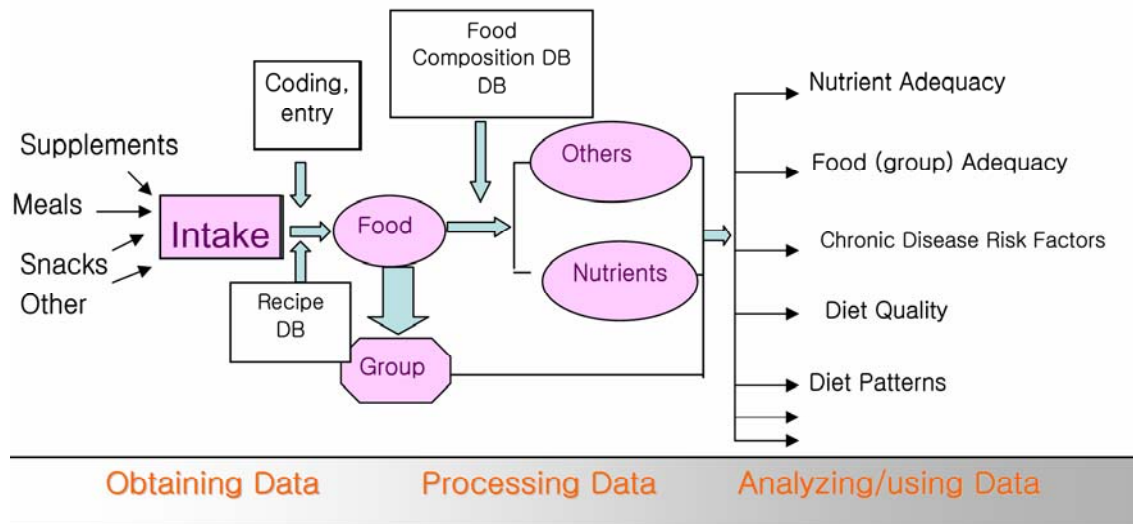 Supplements
Meals
Snacks
Other
Intake
Coding,
entry
Recipe
DB
Food
Group
Food
Composition DB
DB
Others
Nutrients
Nutrient Adequacy
Food (group) Adequacy
Chronic Disease Risk Factors
Diet Quality
Diet Patterns
Obtaining Data
Processing Data
Analyzing/using Data